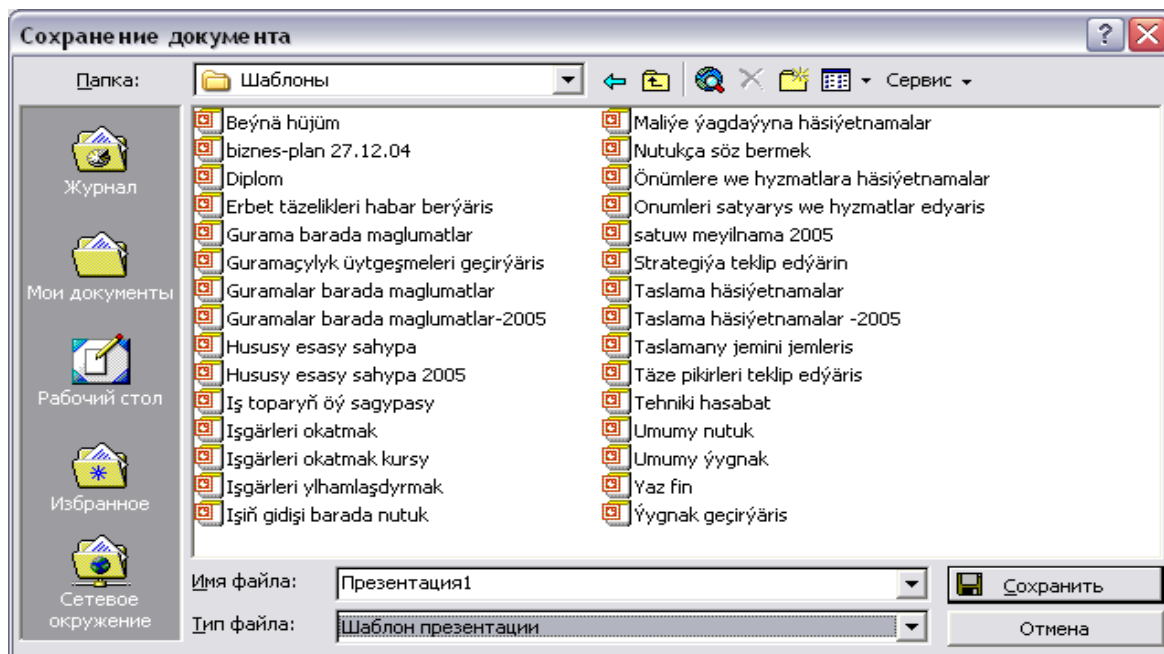 Сохранение документа
Папка:
Шаблоны
Сервис
Журнал
Мои документы
Рабочий стол
Избранное
Сетевое
окружение
Beýnä hüjüm
biznes-plan 27.12.04
Diplom
Erbet täzelikleri habar berýäris
Gurama barada maglumatlar
Guramaçylyk üýtgeşmeleri geçirýäris
Guramalar barada maglumatlar
Guramalar barada maglumatlar-2005
Hususy esasy sahypa
Hususy esasy sahypa 2005
Iş toparyň öý sagypasy
Işgärleri okatmak
Işgärleri okatmak kursy
Işgärleri ylhamlaşdyrmak
Işiň gidişi barada nutuk
Maliýe ýagdaýyna häsiýetnamalar
Nutukça söz bermek
Önümlere we hyzmatlara häsiýetnamalar
Onumleri satyarys we hyzmatlar edyaris
satuw meyilnama 2005
Strategiýa teklip edýärin
Taslama häsiýetnamalar
Taslama häsiýetnamalar -2005
Taslamany jemini jemleris
Täze pikirleri teklip edýäris
Tehniki hasabat
Umumy nutuk
Umumy ýygnak
Yaz fin
Ýygnak geçirýäris
Имя файла:
Презентация1
Сохранить
Тип файла:
Шаблон презентации
Отмена